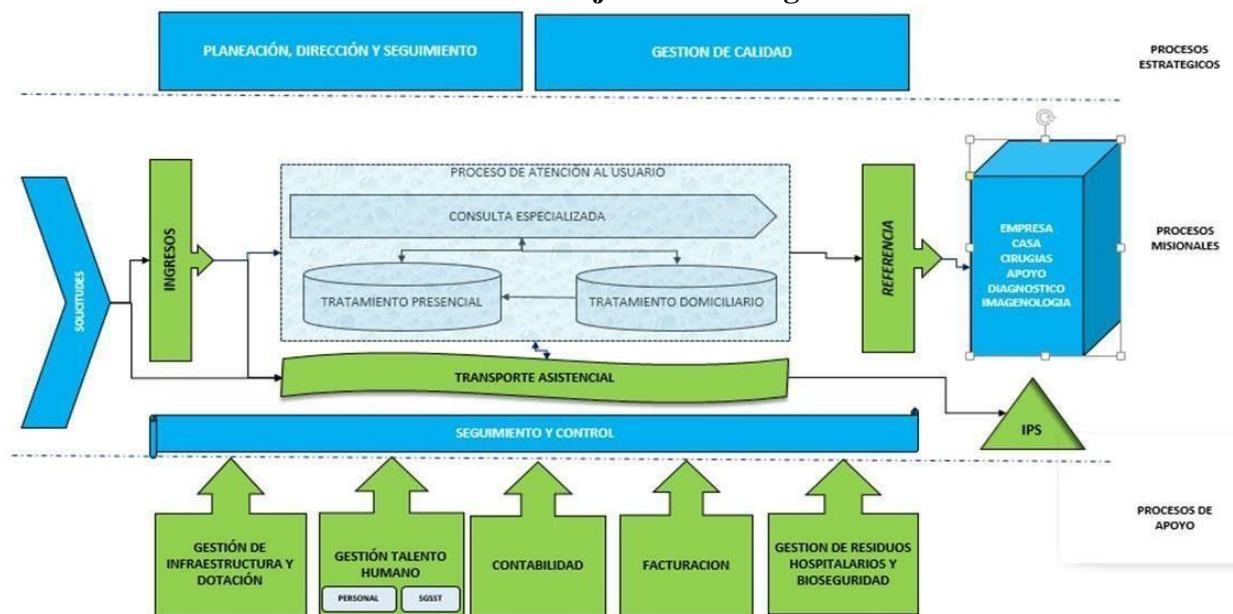 PLANEACIÓN, DIRECCIÓN Y SEGUIMIENTO
GESTION DE CALIDAD
PROCESOS
ESTRATEGICOS
SOLICITUDES
INGRESOS
PROCESO DE ATENCIÓN AL USUARIO
CONSULTA ESPECIALIZADA
TRATAMIENTO PRESENCIAL
TRATAMIENTO DOMICILIARIO
REFERENCIA
EMPRESA
CASA
CIRUGIAS
APOYO
DIAGNOSTICO
IMAGENOLOGIA
PROCESOS
MISIONALES
TRANSPORTE ASISTENCIAL
SEGUIMIENTO Y CONTROL
IPS
GESTIÓN DE
INFRAESTRUCTURA Y
DOTACIÓN
GESTIÓN TALENTO
HUMANO
PERSONAL
SGSST
CONTABILIDAD
FACTURACION
GESTION DE RESIDUOS
HOSPITALARIOS Y
BIOSEGURIDAD
PROCESOS DE
APOYO